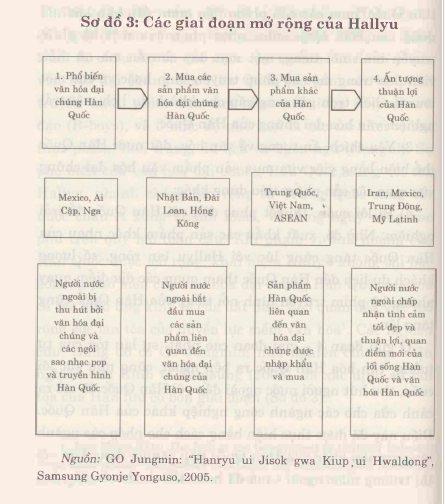 Sơ đồ 3: Các giai đoạn mở rộng của Hallyu
1. Phổ biến
văn hóa đại
chúng Hàn
Quốc
2. Mua các
sản phẩm văn
hóa đại chúng
Hàn Quốc
3. Mua sản
phẩm khác
của Hàn
Quốc
4. Ấn tượng
thuận lợi
của Hàn
Quốc
Mexico, Ai
Cập, Nga
Nhật Bản, Đài
Loan, Hồng
Kông
Trung Quốc,
Việt Nam,
ASEAN
Iran, Mexico,
Trung Đông,
Mỹ Latinh
Người nước
ngoài bị
thu hút bởi
văn hóa đại
chúng và
các ngôi
sao nhạc pop
và truyền hình
Hàn Quốc
Người nước
ngoài bắt
đầu mua
các sản
phẩm liên
quan đến
văn hóa đại
chúng của
Hàn Quốc
Sản phẩm
Hàn Quốc
liên quan
đến văn
hóa đại
chúng được
nhập khẩu
và mua
Người nước
ngoài chấp
nhận tình cảm
tốt đẹp và
thuận lợi, quan
điểm mới của
lối sống Hàn
Quốc và văn
hóa Hàn Quốc
Nguồn: GO Jungmin: “Hanryu ui Jisok gwa Kiup ui Hwaldong”,
Samsung Gyonje Yonguso, 2005.